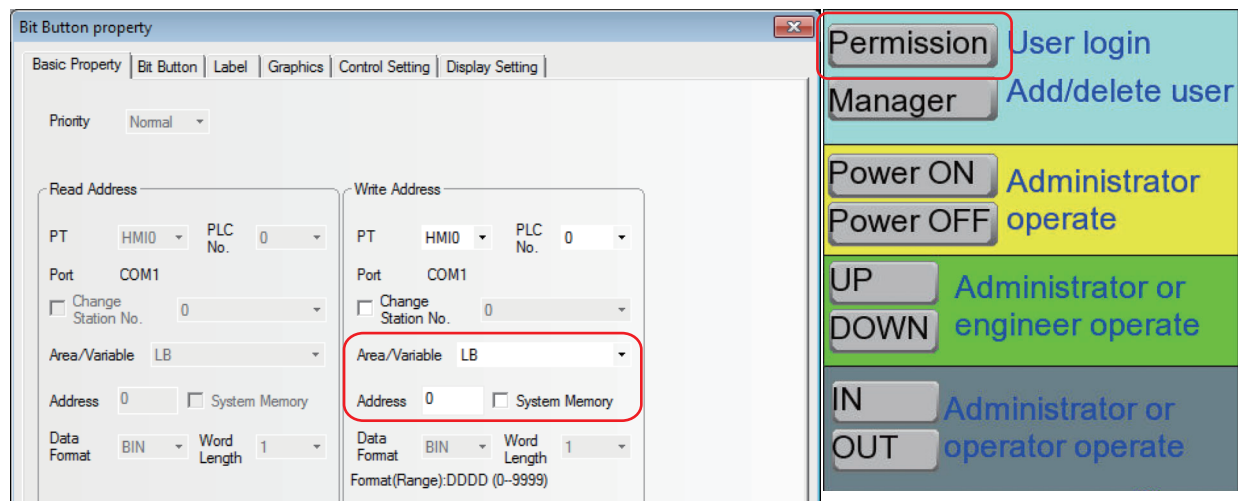 Bit Button property
Basic Property Bit Button Label Graphics Control Setting Display Setting
Priority Normal
Read Address
PT HMI0 PLC No. 0
Port COM1
Change Station No. 0
Area/Variable LB
Address 0 System Memory
Data Format BIN Word Length 1
Write Address
PT HMI0 PLC No. 0
Port COM1
Change Station No. 0
Area/Variable LB
Address 0 System Memory
Data Format BIN Word Length 1
Format(Range):DDDD (0--9999)
Permission User login
Manager Add/delete user
Power ON Administrator
Power OFF operate
UP Administrator or
DOWN engineer operate
IN Administrator or
OUT operator operate